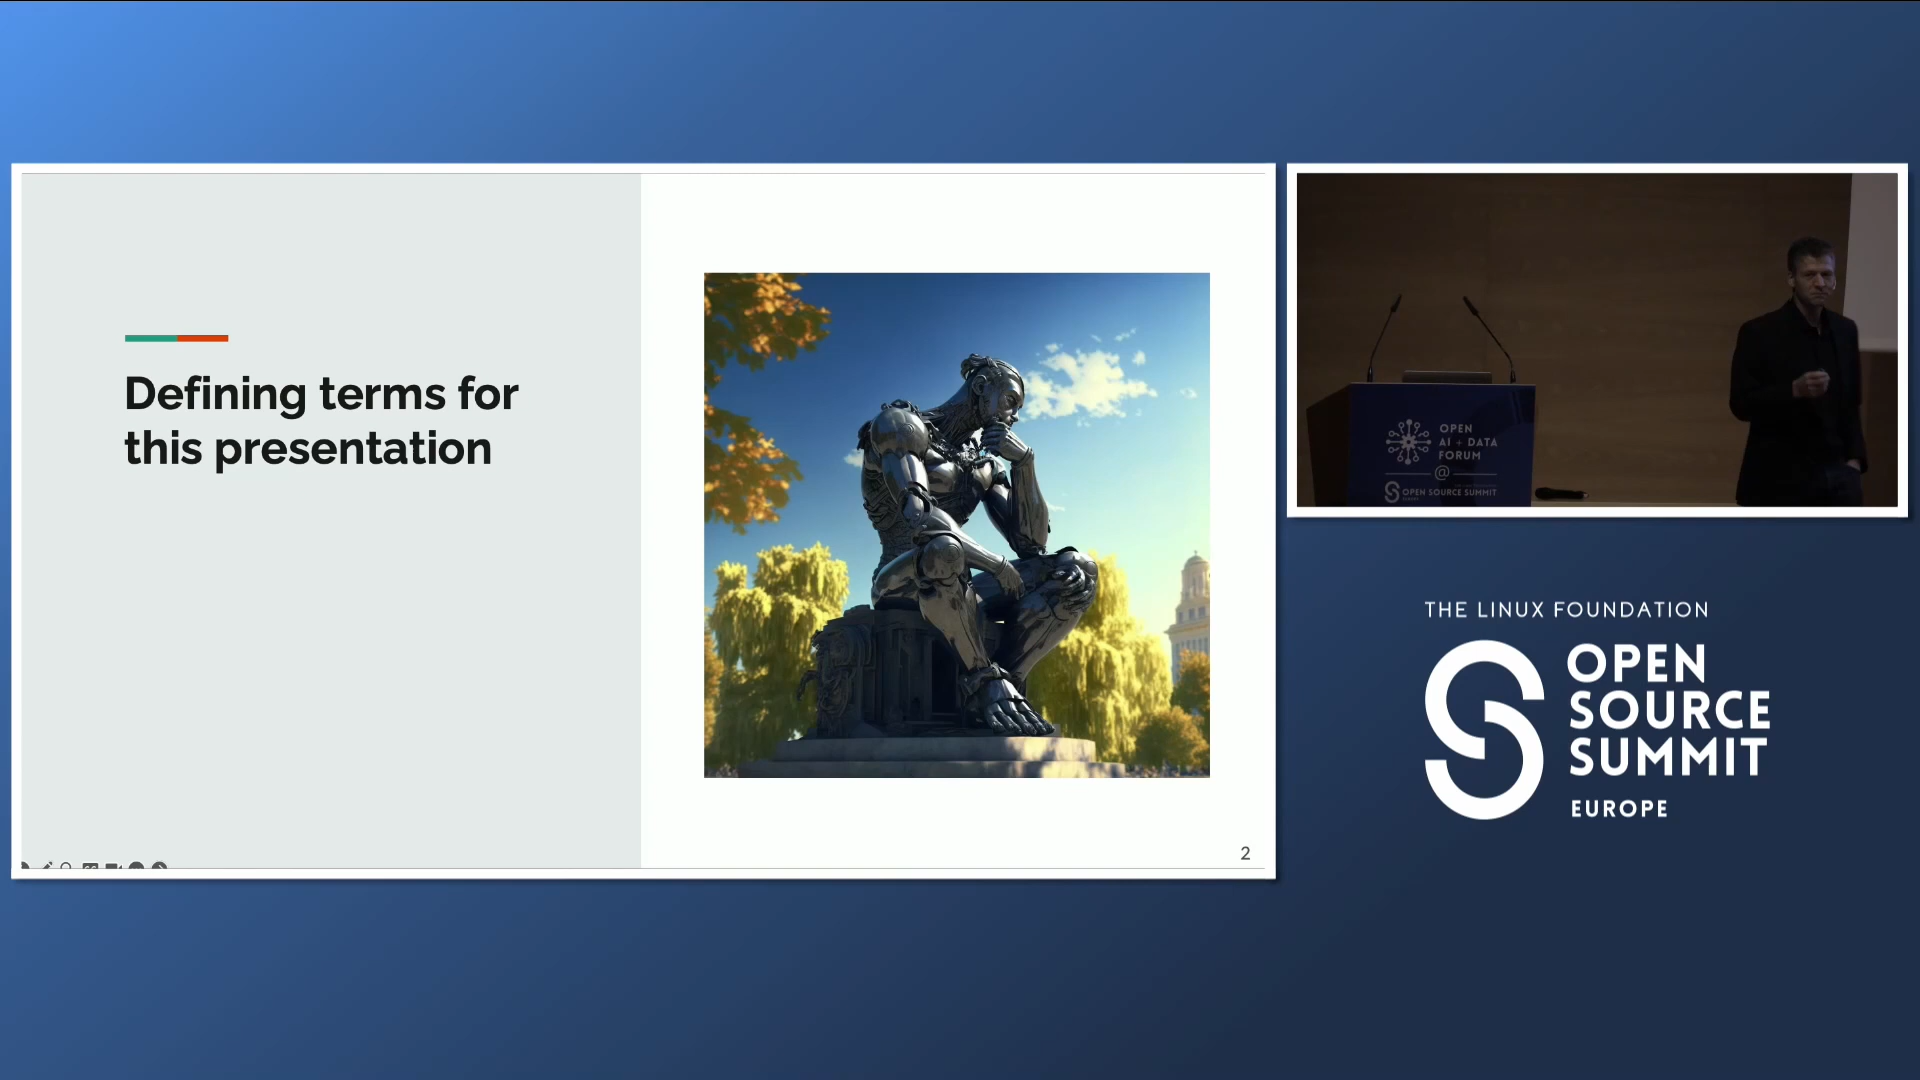 Defining terms for
this presentation
2
OPEN
AI + DATA
FORUM
@
OPEN SOURCE SUMMIT
THE LINUX FOUNDATION
OPEN
SOURCE
SUMMIT
EUROPE